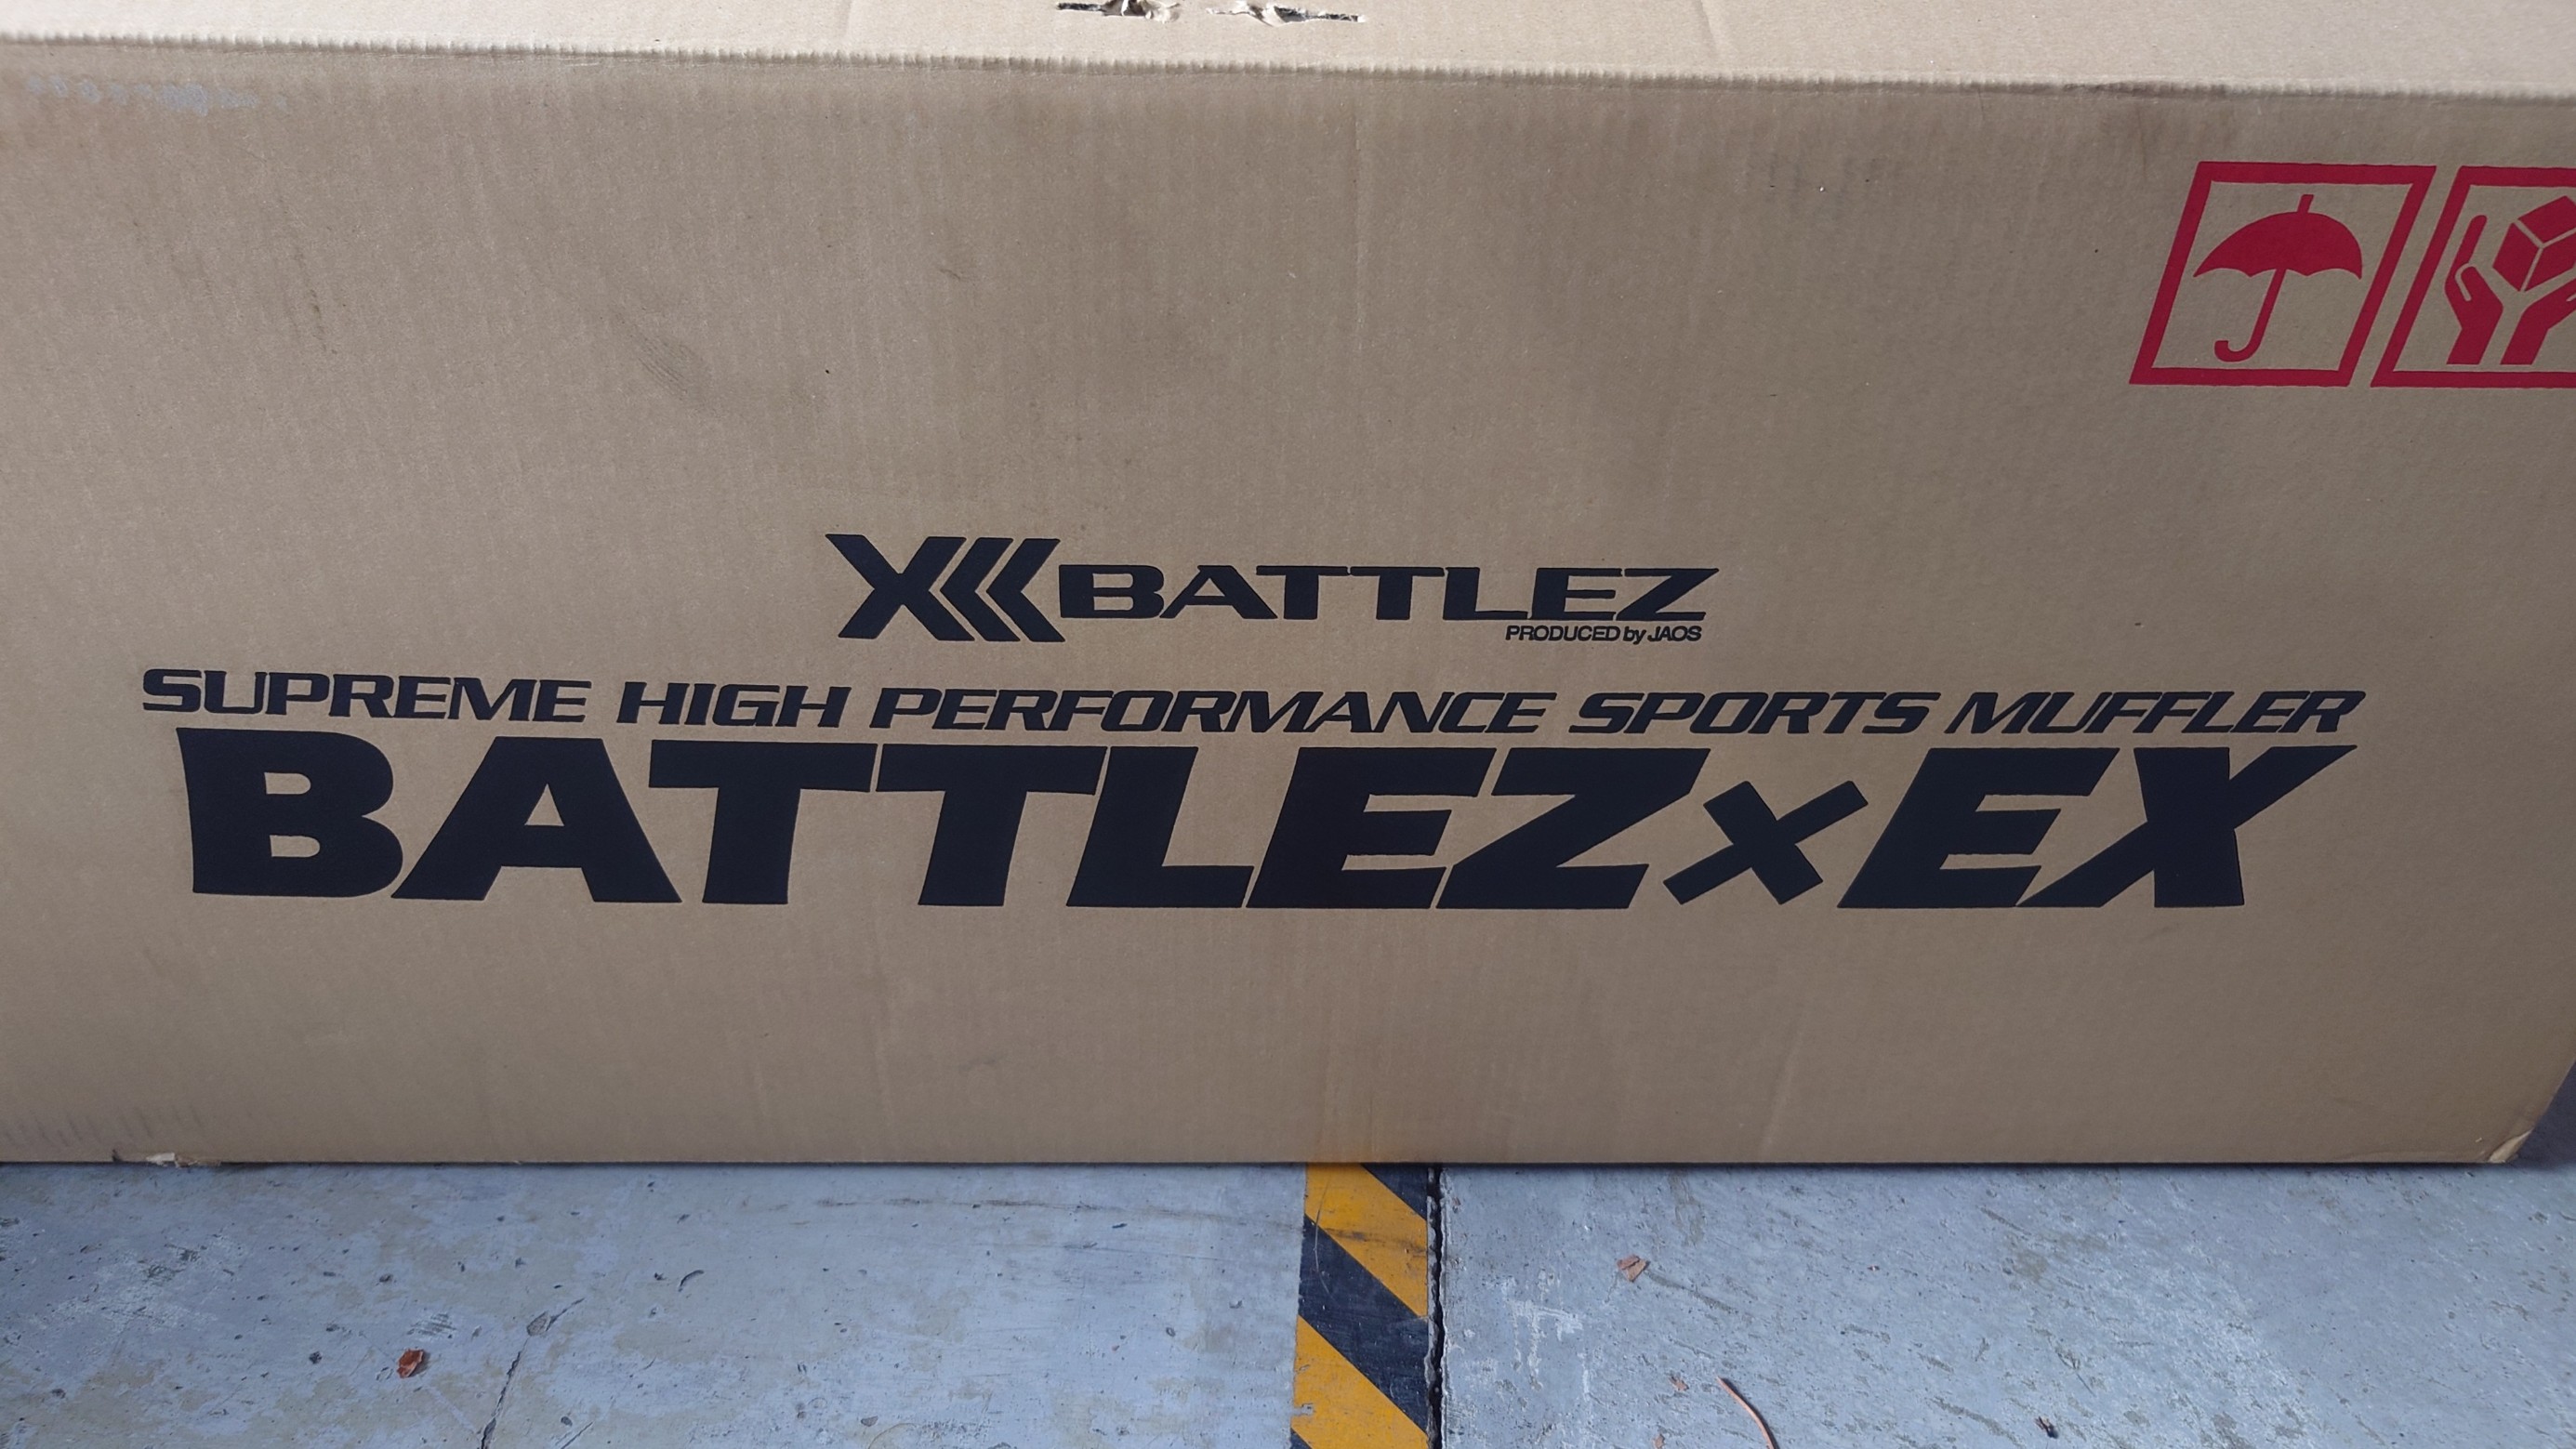 BATTLEZ
PRODUCED by JAOS
SUPREME HIGH PERFORMANCE SPORTS MUFFLER
BATTLEZ×EX